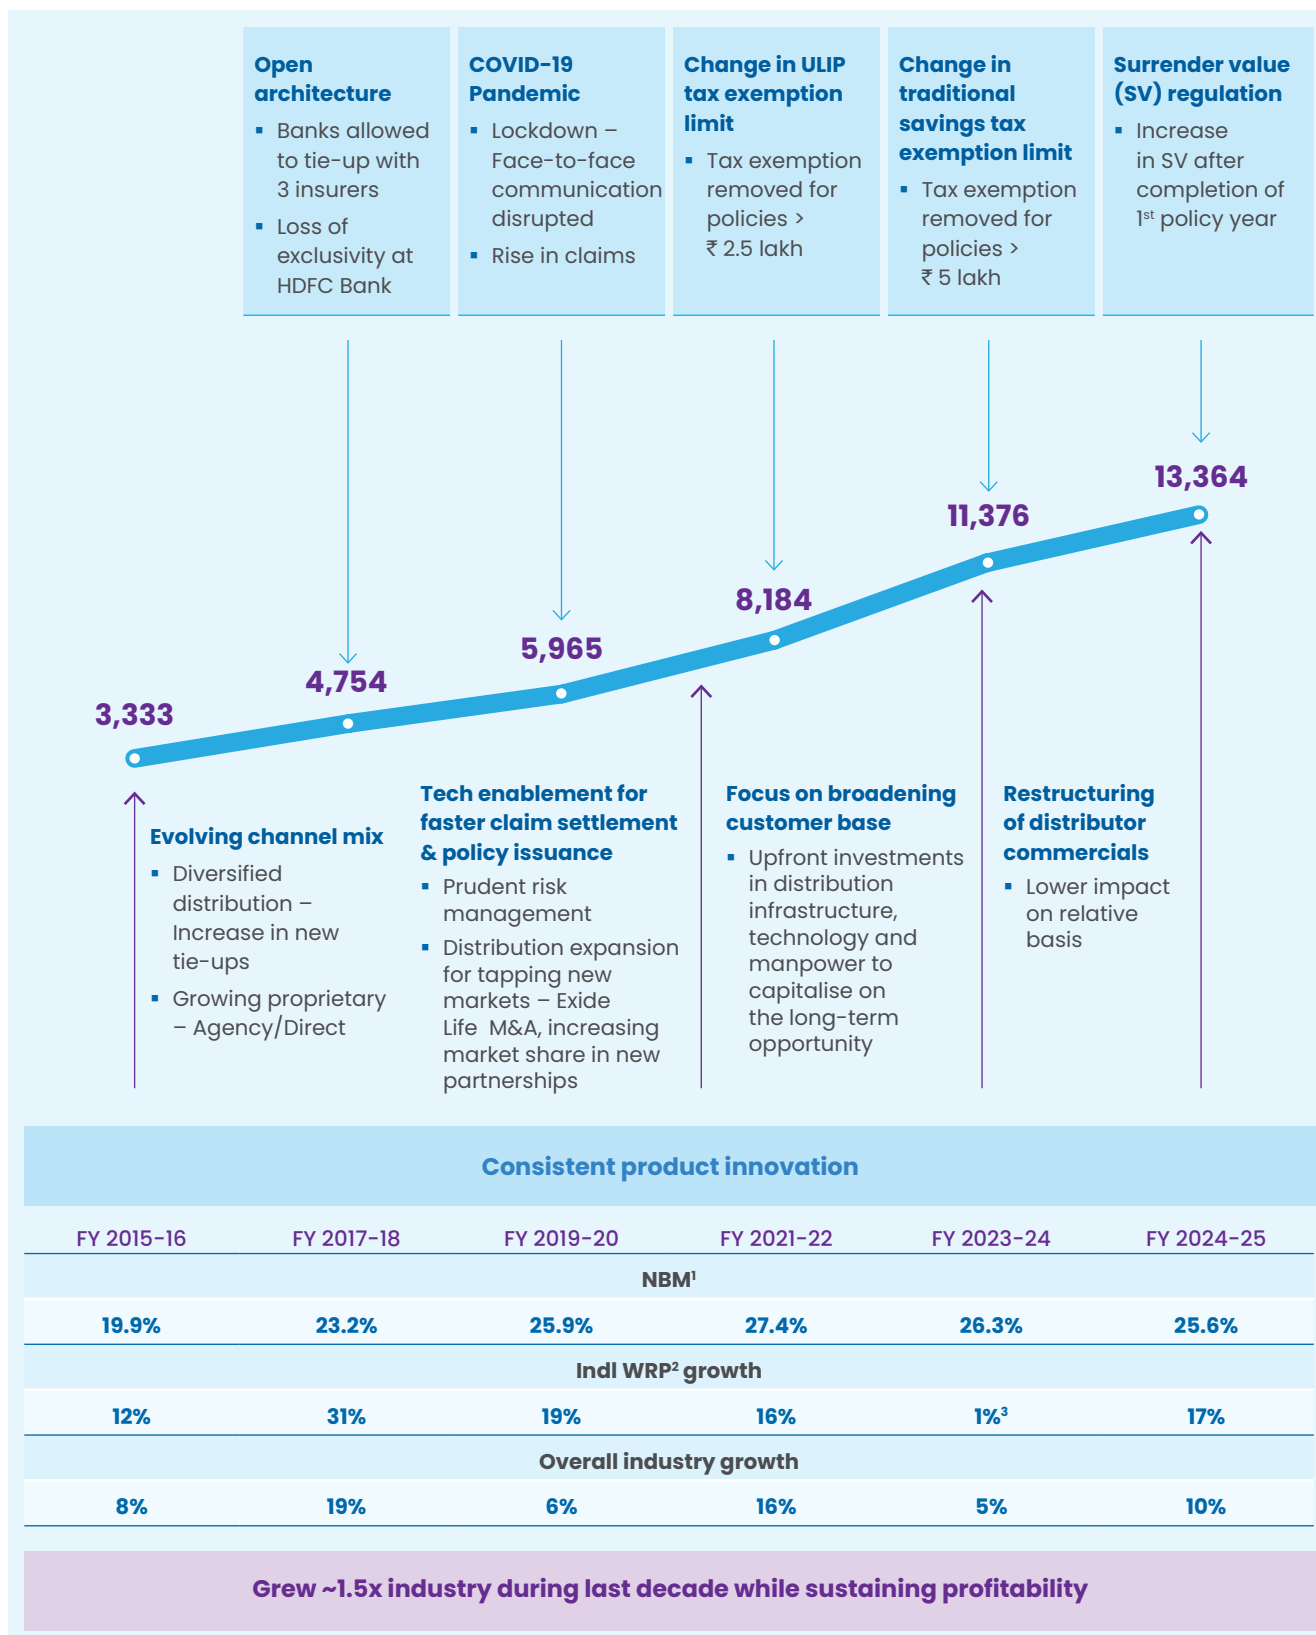 Open
architecture
▪ Banks allowed
to tie-up with
3 insurers
▪ Loss of
exclusivity at
HDFC Bank
COVID-19
Pandemic
▪ Lockdown –
Face-to-face
communication
disrupted
▪ Rise in claims
Change in ULIP
tax exemption
limit
▪ Tax exemption
removed for
policies >
₹ 2.5 lakh
Change in
traditional
savings tax
exemption limit
▪ Tax exemption
removed for
policies >
₹ 5 lakh
Surrender value
(SV) regulation
▪ Increase
in SV after
completion of
1st policy year
3,333
4,754
5,965
8,184
11,376
13,364
Evolving channel mix
▪ Diversified
distribution –
Increase in new
tie-ups
▪ Growing proprietary
– Agency/Direct
Tech enablement for
faster claim settlement
& policy issuance
▪ Prudent risk
management
▪ Distribution expansion
for tapping new
markets – Exide
Life M&A, increasing
market share in new
partnerships
Focus on broadening
customer base
▪ Upfront investments
in distribution
infrastructure,
technology and
manpower to
capitalise on
the long-term
opportunity
Restructuring
of distributor
commercials
▪ Lower impact
on relative
basis
Consistent product innovation
FY 2015-16 FY 2017-18 FY 2019-20 FY 2021-22 FY 2023-24 FY 2024-25
NBM¹
19.9% 23.2% 25.9% 27.4% 26.3% 25.6%
Indl WRP² growth
12% 31% 19% 16% 1%³ 17%
Overall industry growth
8% 19% 6% 16% 5% 10%
Grew ~1.5x industry during last decade while sustaining profitability